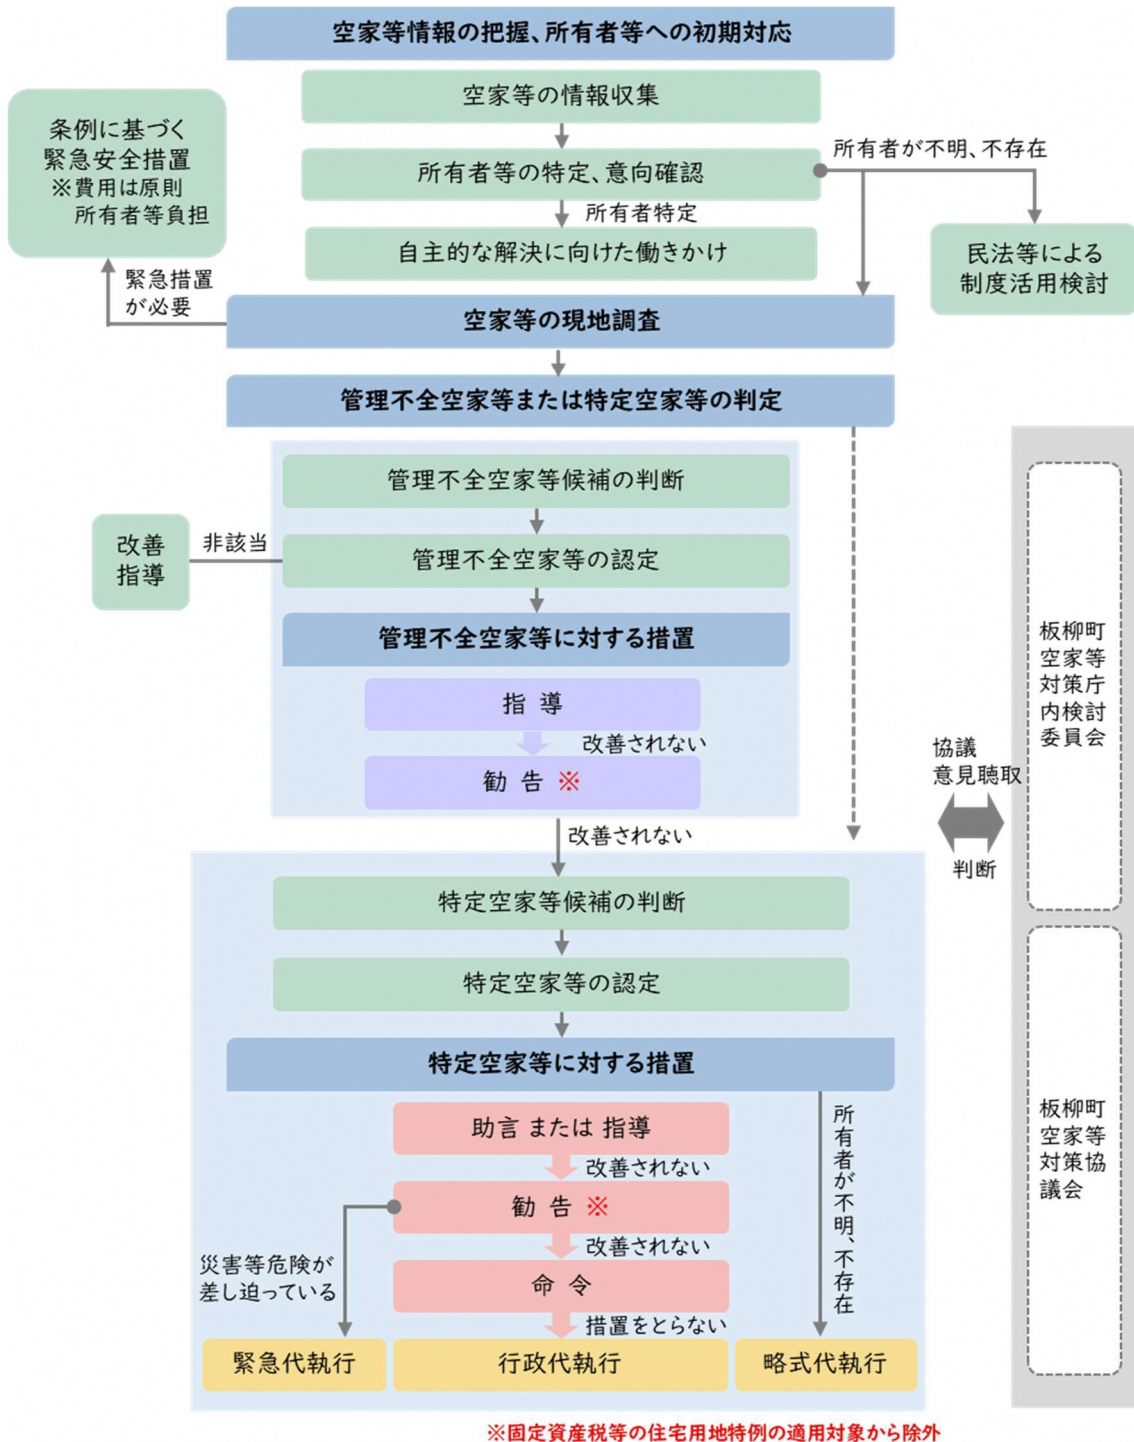 空家等情報の把握、所有者等への初期対応
空家等の情報収集
条例に基づく
緊急安全措置
※費用は原則
所有者等負担
所有者等の特定、意向確認
所有者が不明、不存在
所有者特定
自主的な解決に向けた働きかけ
民法等による
制度活用検討
緊急措置
が必要
空家等の現地調査
管理不全空家等または特定空家等の判定
管理不全空家等候補の判断
改善
指導
非該当
管理不全空家等の認定
管理不全空家等に対する措置
指 導
改善されない
勧 告 ※
改善されない
特定空家等候補の判断
特定空家等の認定
特定空家等に対する措置
助言 または 指導
改善されない
勧 告 ※
改善されない
命 令
措置をとらない
災害等危険が
差し迫っている
所有者が不明、不存在
緊急代執行
行政代執行
略式代執行
協議
意見聴取
判断
板柳町
空家等
対策庁
内検討
委員会
板柳町
空家等
対策協
議会
※固定資産税等の住宅用地特例の適用対象から除外